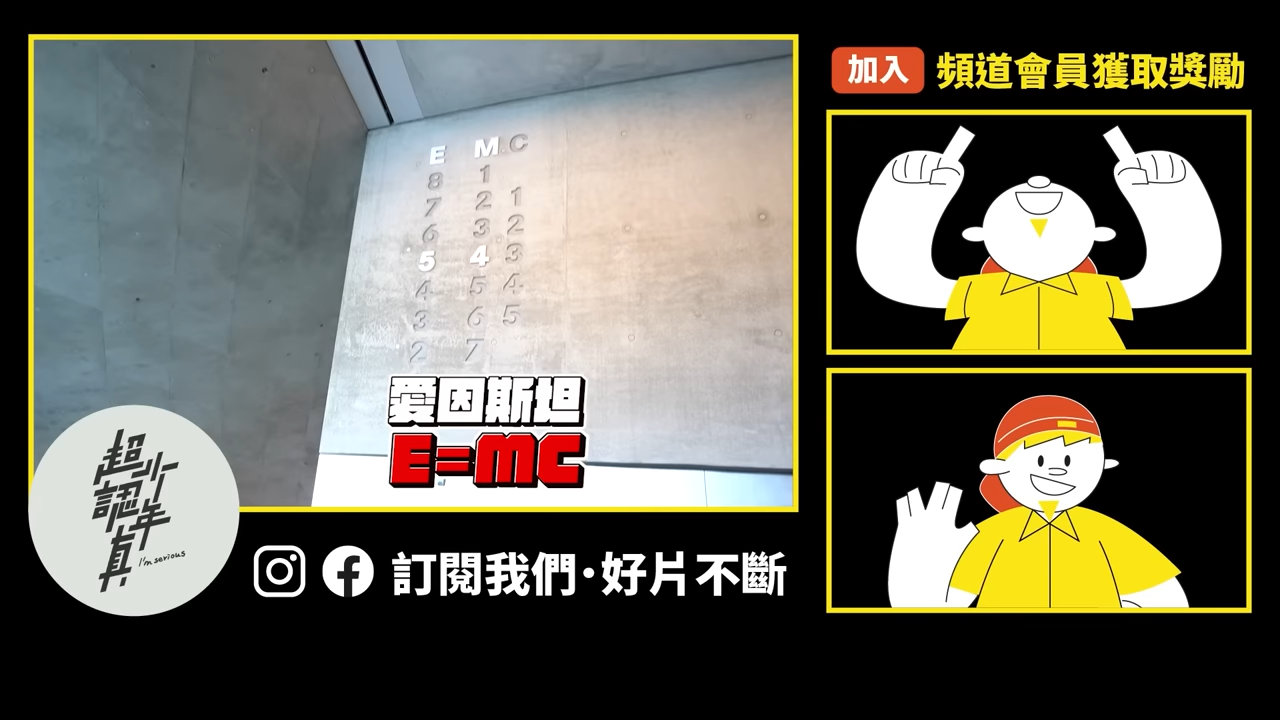 加入 頻道會員獲取獎勵
E M C
8 1
7 2 1
6 3 2
5 4 3
4 5 4
3 6 5
2 7
愛因斯坦
E=MC
超認真
少年
I'm serious
訂閱我們·好片不斷